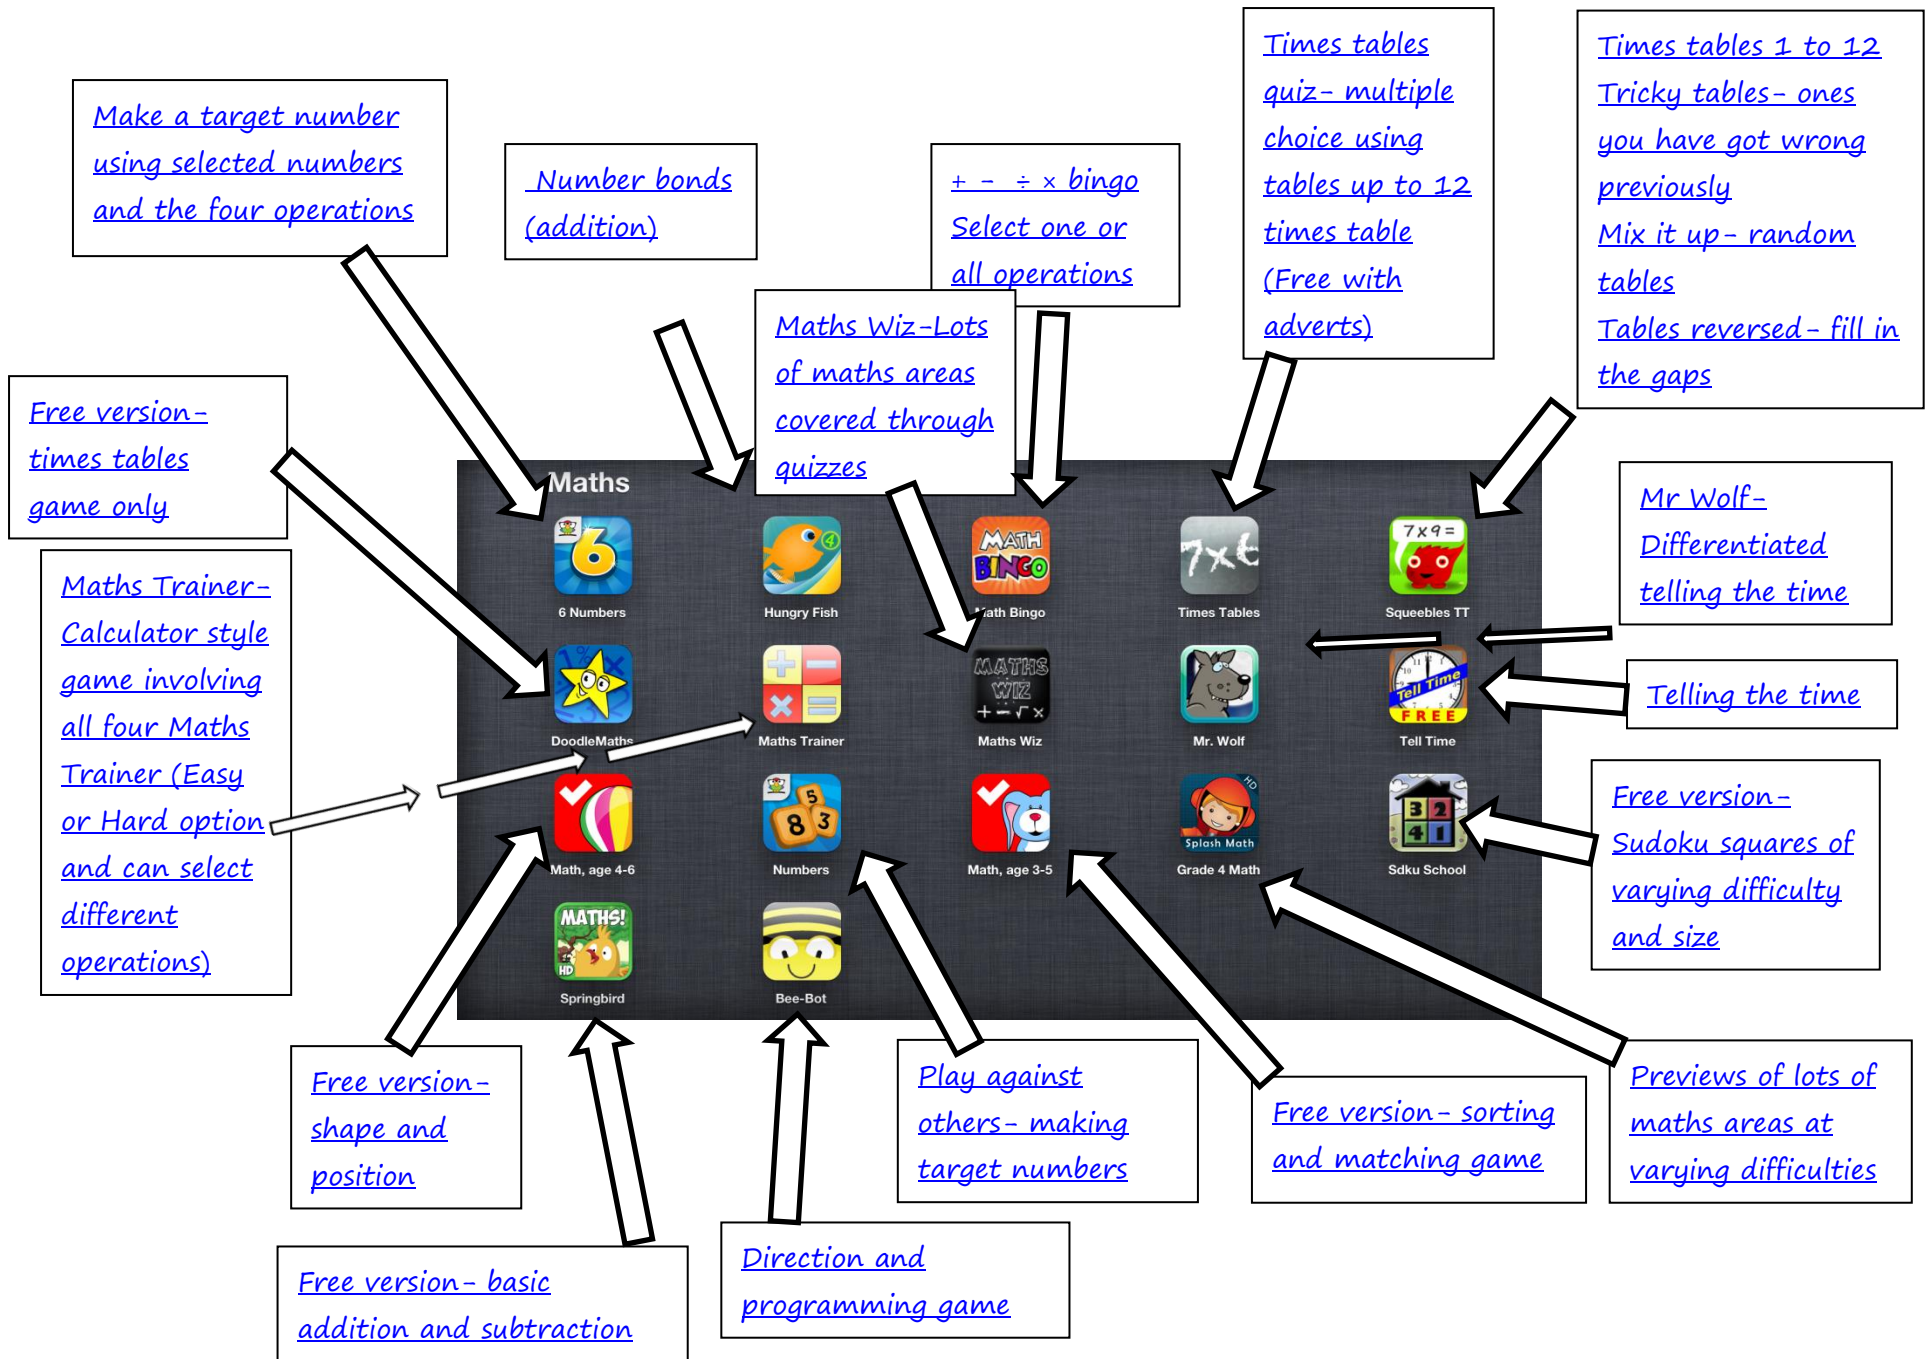 Make a target number
using selected numbers
and the four operations
Number bonds
(addition)
+ - ÷ × bingo
Select one or
all operations
Times tables
quiz- multiple
choice using
tables up to 12
times table
(Free with
adverts)
Times tables 1 to 12
Tricky tables- ones
you have got wrong
previously
Mix it up- random
tables
Tables reversed- fill in
the gaps
Maths Wiz-Lots
of maths areas
covered through
quizzes
Free version-
times tables
game only
Maths Trainer-
Calculator style
game involving
all four Maths
Trainer (Easy
or Hard option
and can select
different
operations)
Mr Wolf-
Differentiated
telling the time
Telling the time
Free version-
Sudoku squares of
varying difficulty
and size
Maths
6
4
MATH
BINGO
7x6
7x9=
6 Numbers
Hungry Fish
Math Bingo
Times Tables
Squeebles TT
+ -
× =
MATHS
WIZ
+ - √ ×
Tell Time
FREE
DoodleMaths
Maths Trainer
Maths Wiz
Mr. Wolf
Tell Time
5
8 3
HD
Splash Math
3 2
4 1
Math, age 4-6
Numbers
Math, age 3-5
Grade 4 Math
Sdku School
MATHS!
HD
Springbird
Bee-Bot
Free version-
shape and
position
Play against
others- making
target numbers
Free version- sorting
and matching game
Previews of lots of
maths areas at
varying difficulties
Free version- basic
addition and subtraction
Direction and
programming game